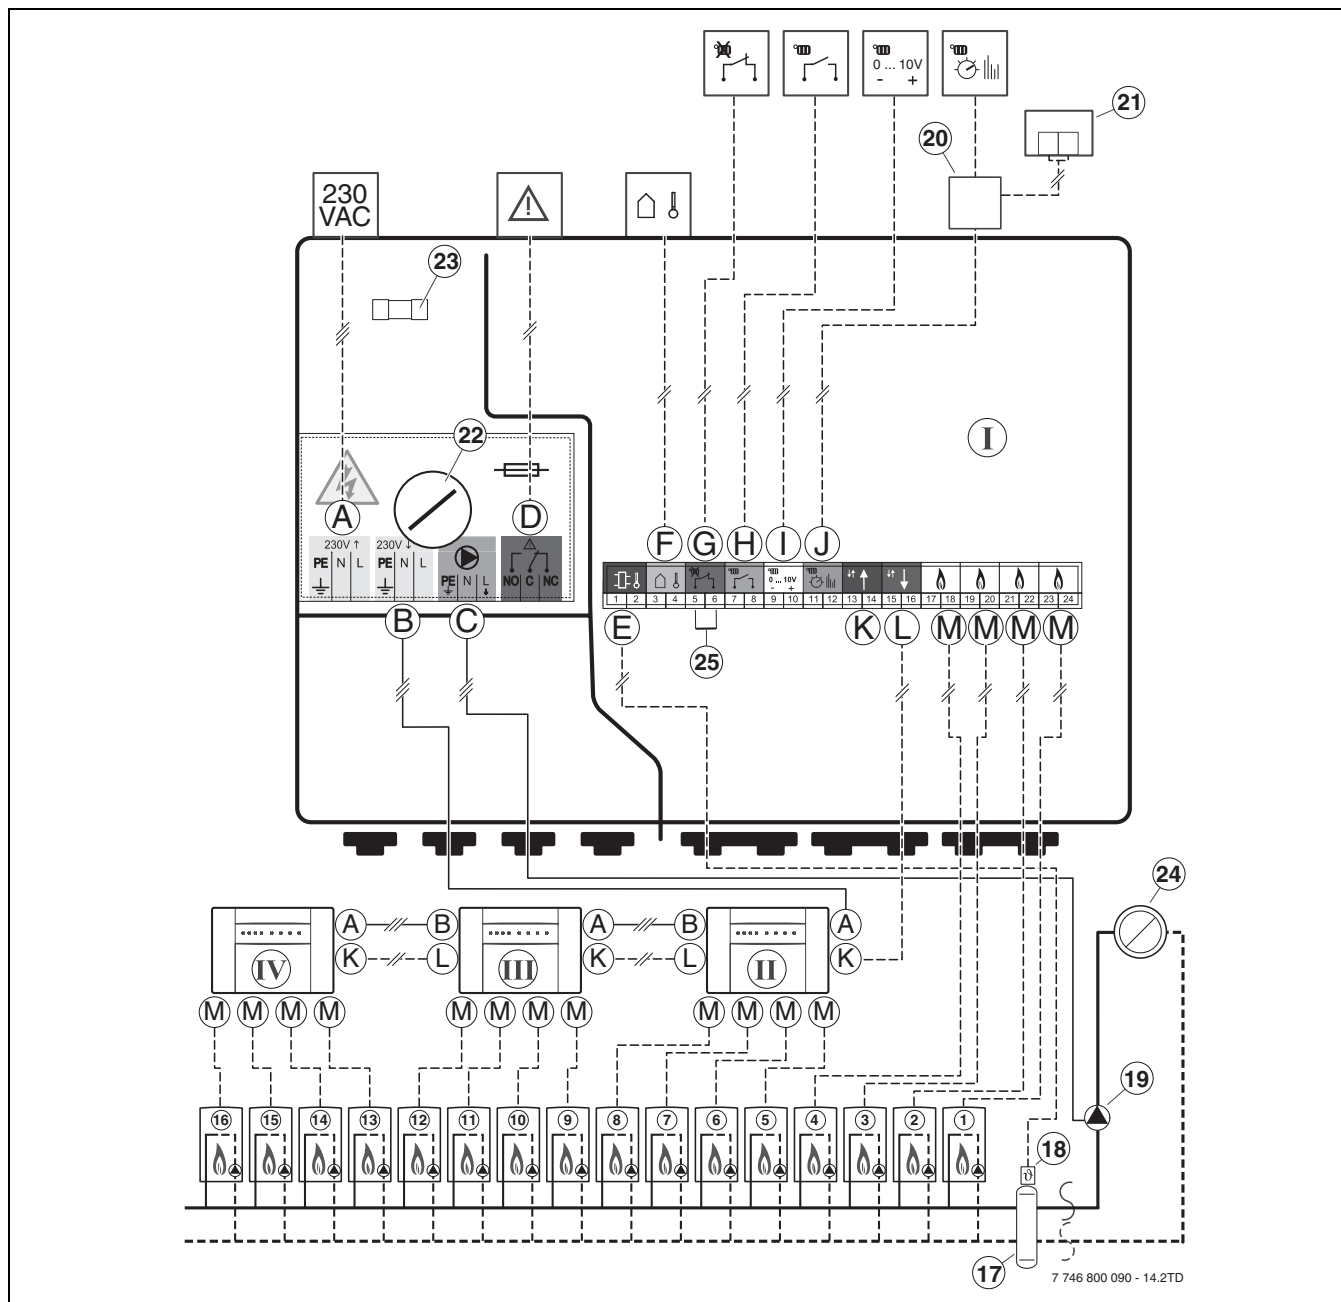 0 ... 10V
- +
21
20
230
VAC
23
22
I
A
D
F
G
H
I
J
230V ↑
230V ↓
PE N L
PE N L
PE N L
NO C NC
0 ... 10V
- +
1 2 3 4 5 6 7 8 9 10 11 12 13 14 15 16 17 18 19 20 21 22 23 24
B
C
E
K
L
M
M
M
M
25
24
A
B
A
B
A
IV
III
II
K
L
K
L
K
M
M
M
M
M
M
M
M
M
M
M
M
19
16
15
14
13
12
11
10
9
8
7
6
5
4
3
2
1
18
ϑ
17
7 746 800 090 - 14.2TD